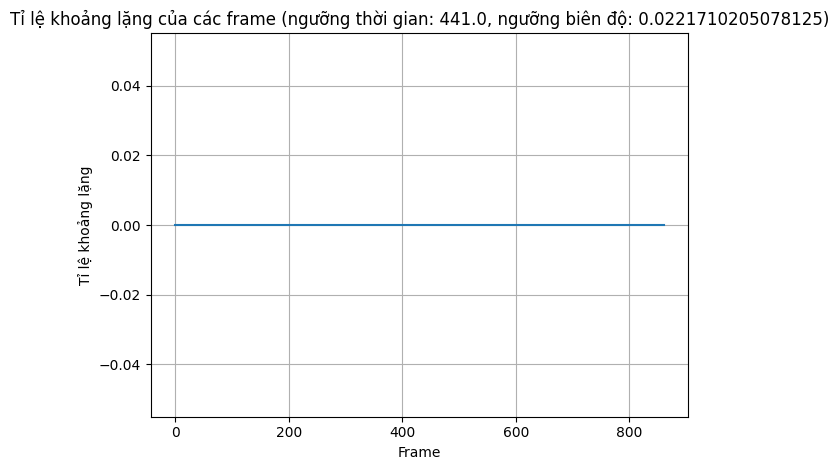 Tỉ lệ khoảng lặng của các frame (ngưỡng thời gian: 441.0, ngưỡng biên độ: 0.0221710205078125)
0.04
0.02
0.00
−0.02
−0.04
Tỉ lệ khoảng lặng
0 200 400 600 800
Frame